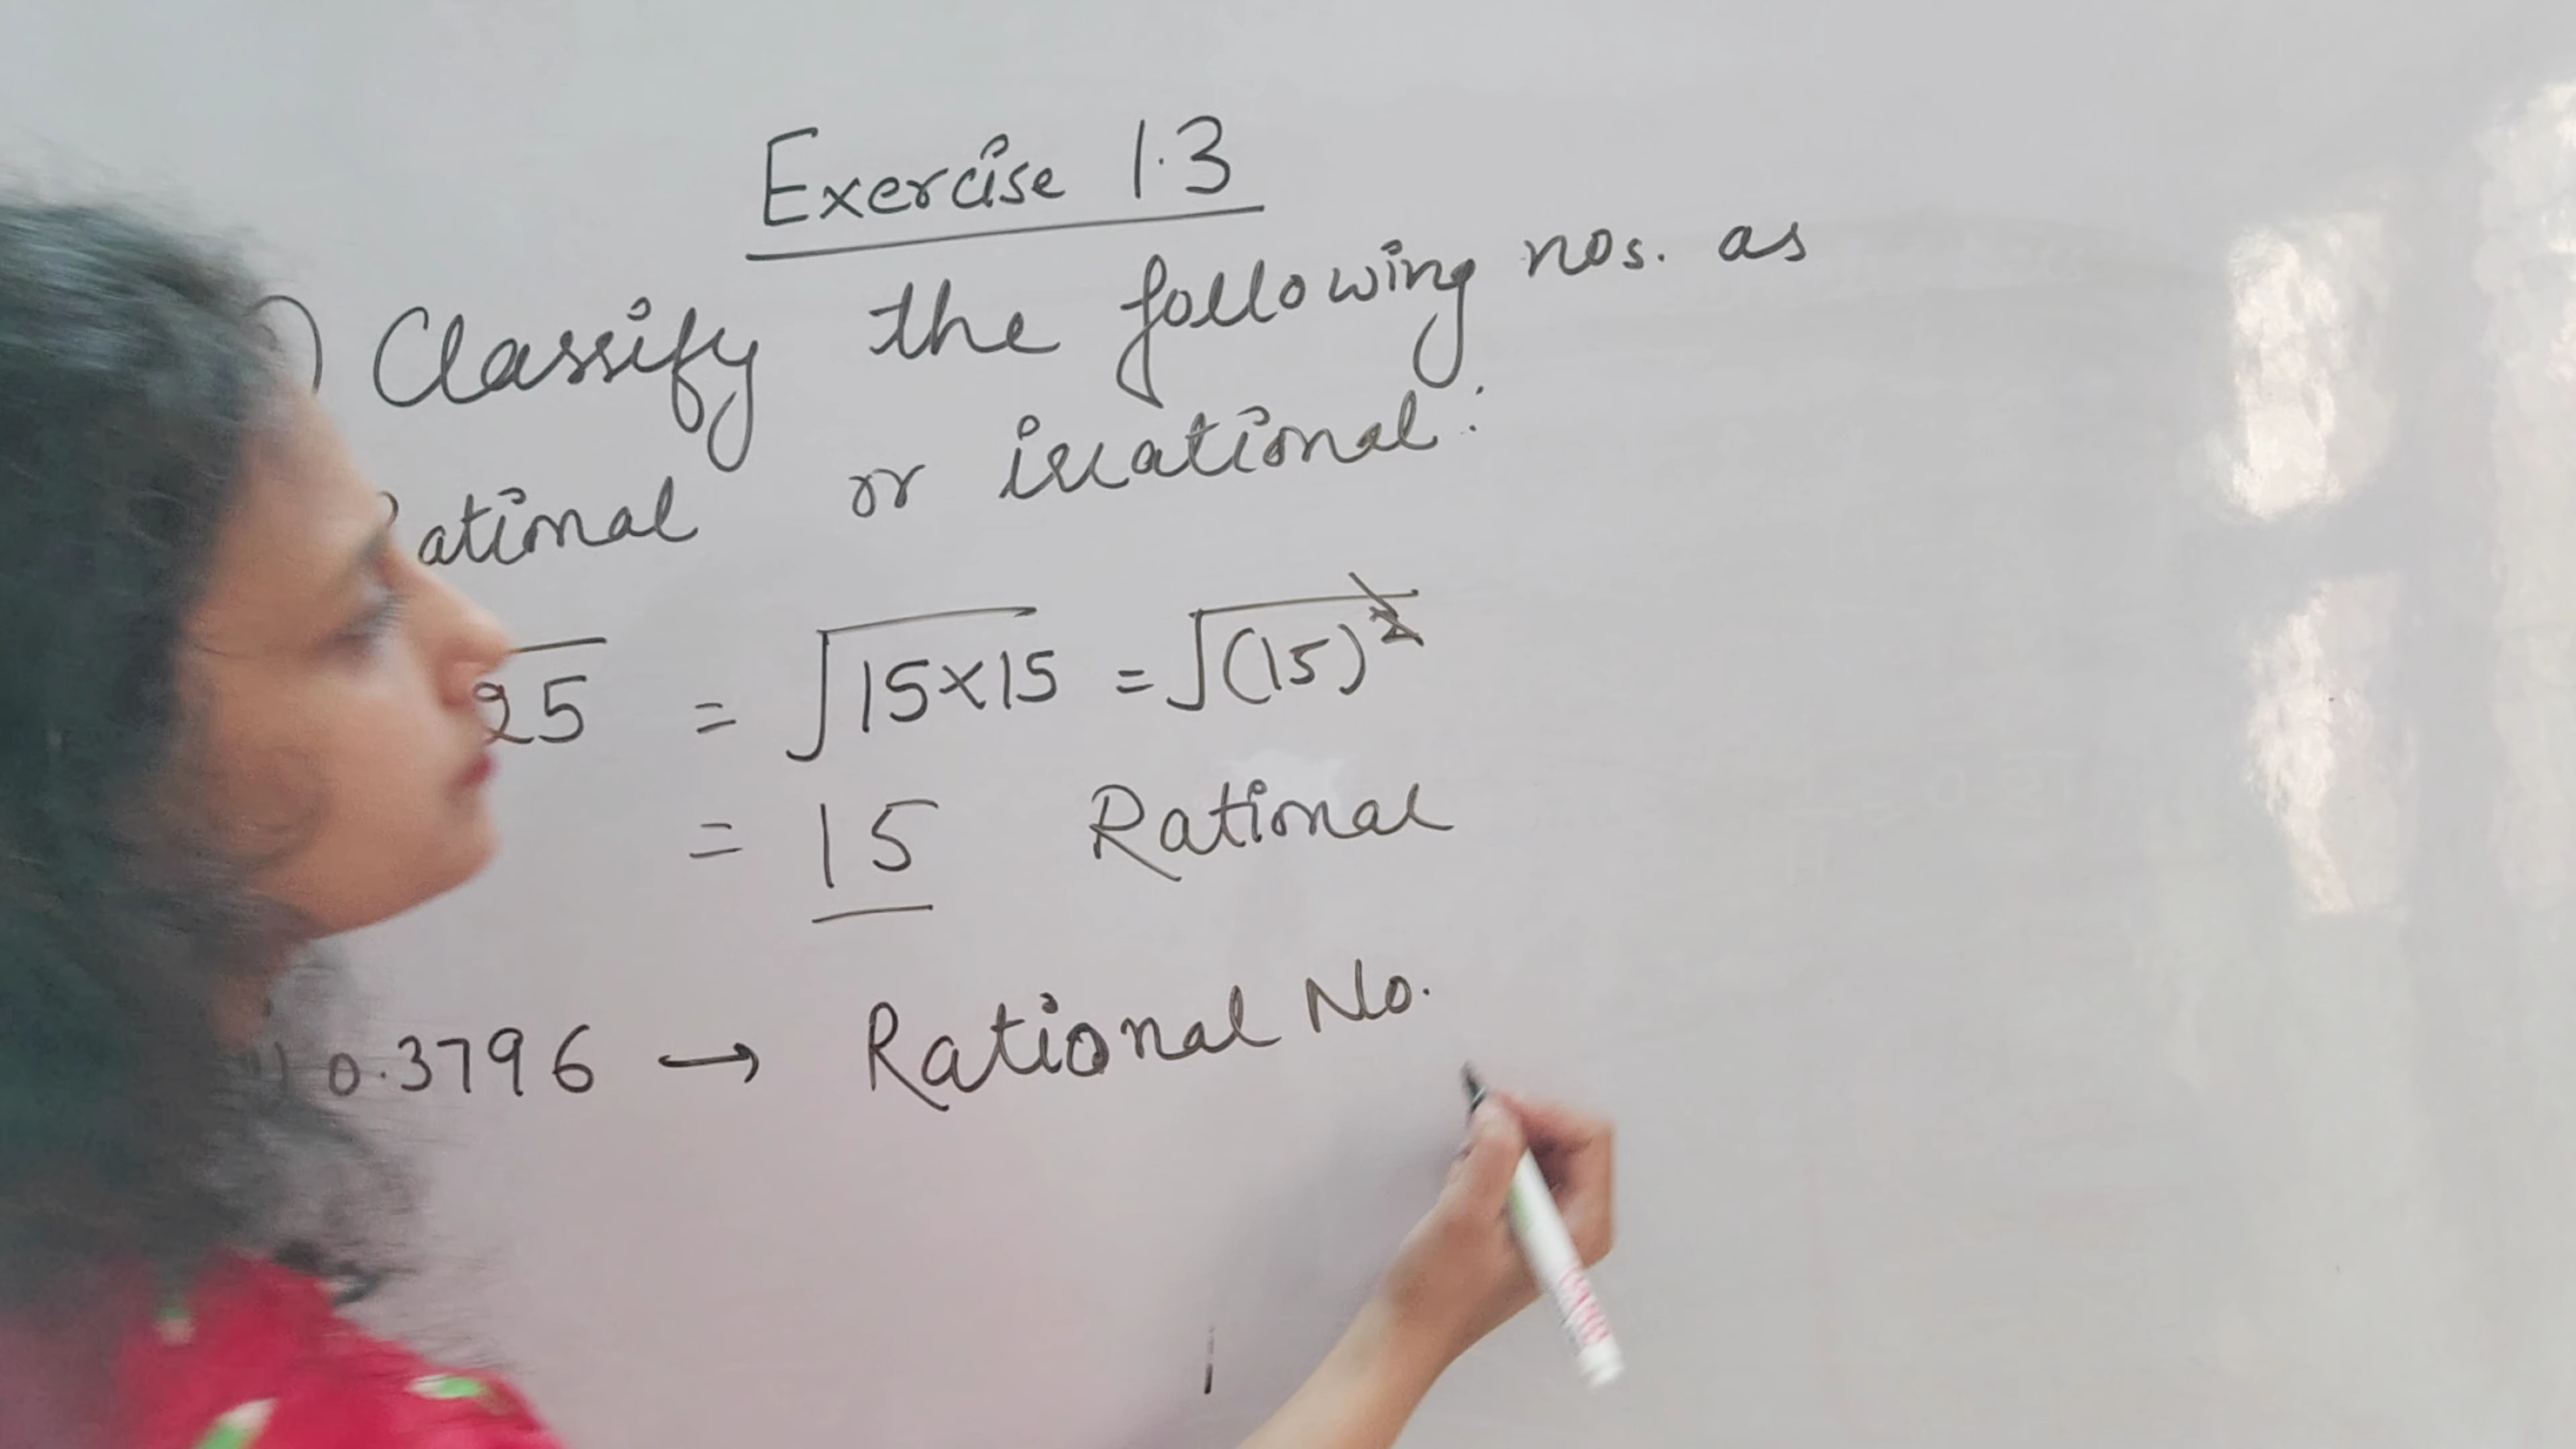 Exercise 1.3
) Classify the following nos. as
ational or irrational:
25 = √15×15 = √(15)²
= 15 Rational
) 0.3796 → Rational No.